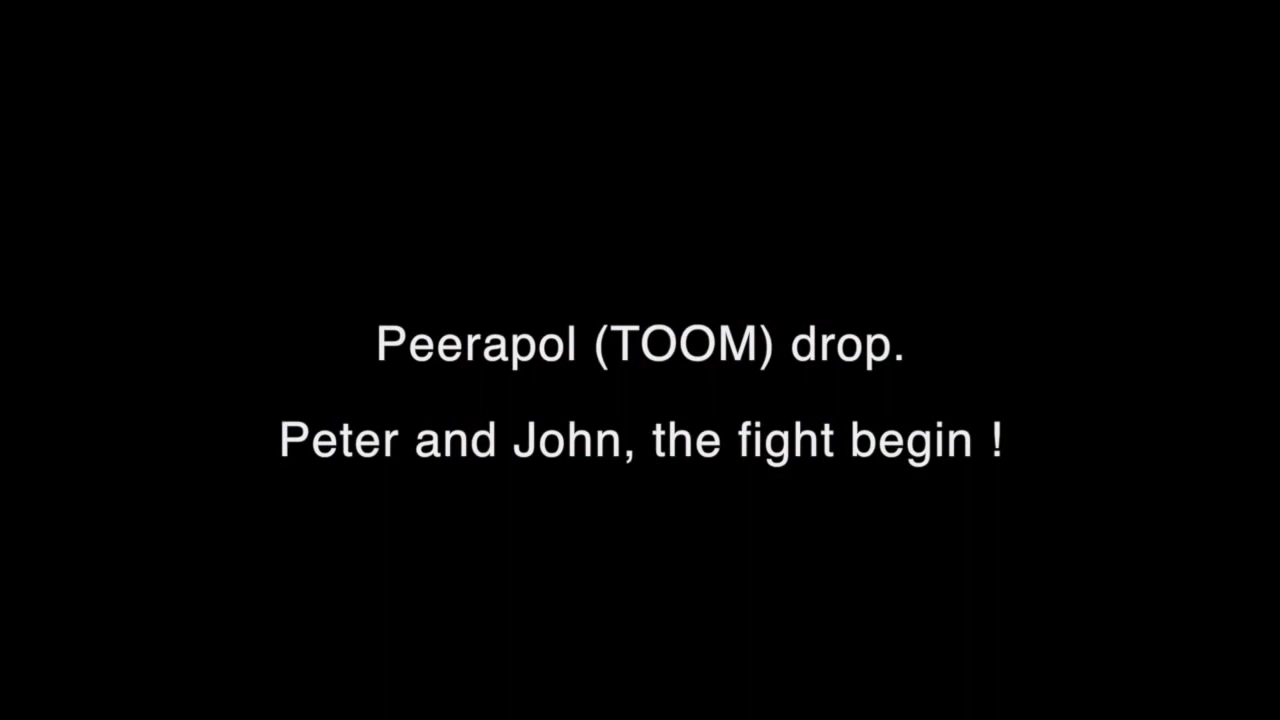 Peerapol (TOOM) drop.
Peter and John, the fight begin !